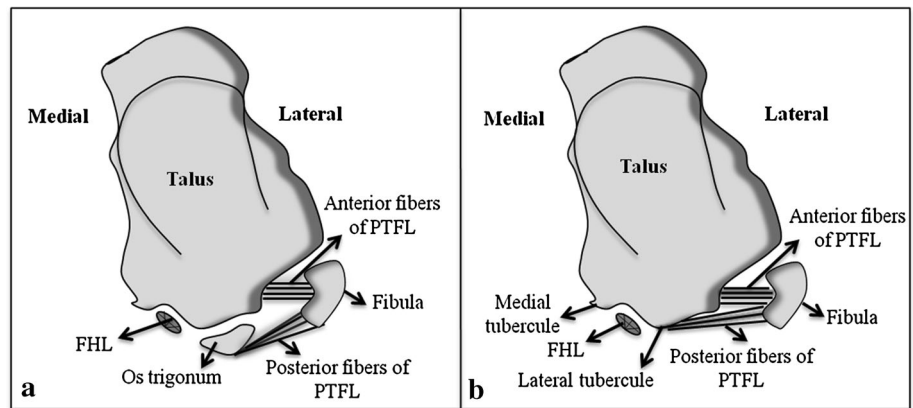 Medial
Lateral
Talus
Anterior fibers
of PTFL
Fibula
FHL
Os trigonum
Posterior fibers of
PTFL
a
Medial
Lateral
Talus
Anterior fibers
of PTFL
Medial
tubercule
Fibula
FHL
Lateral tubercule
Posterior fibers of
PTFL
b